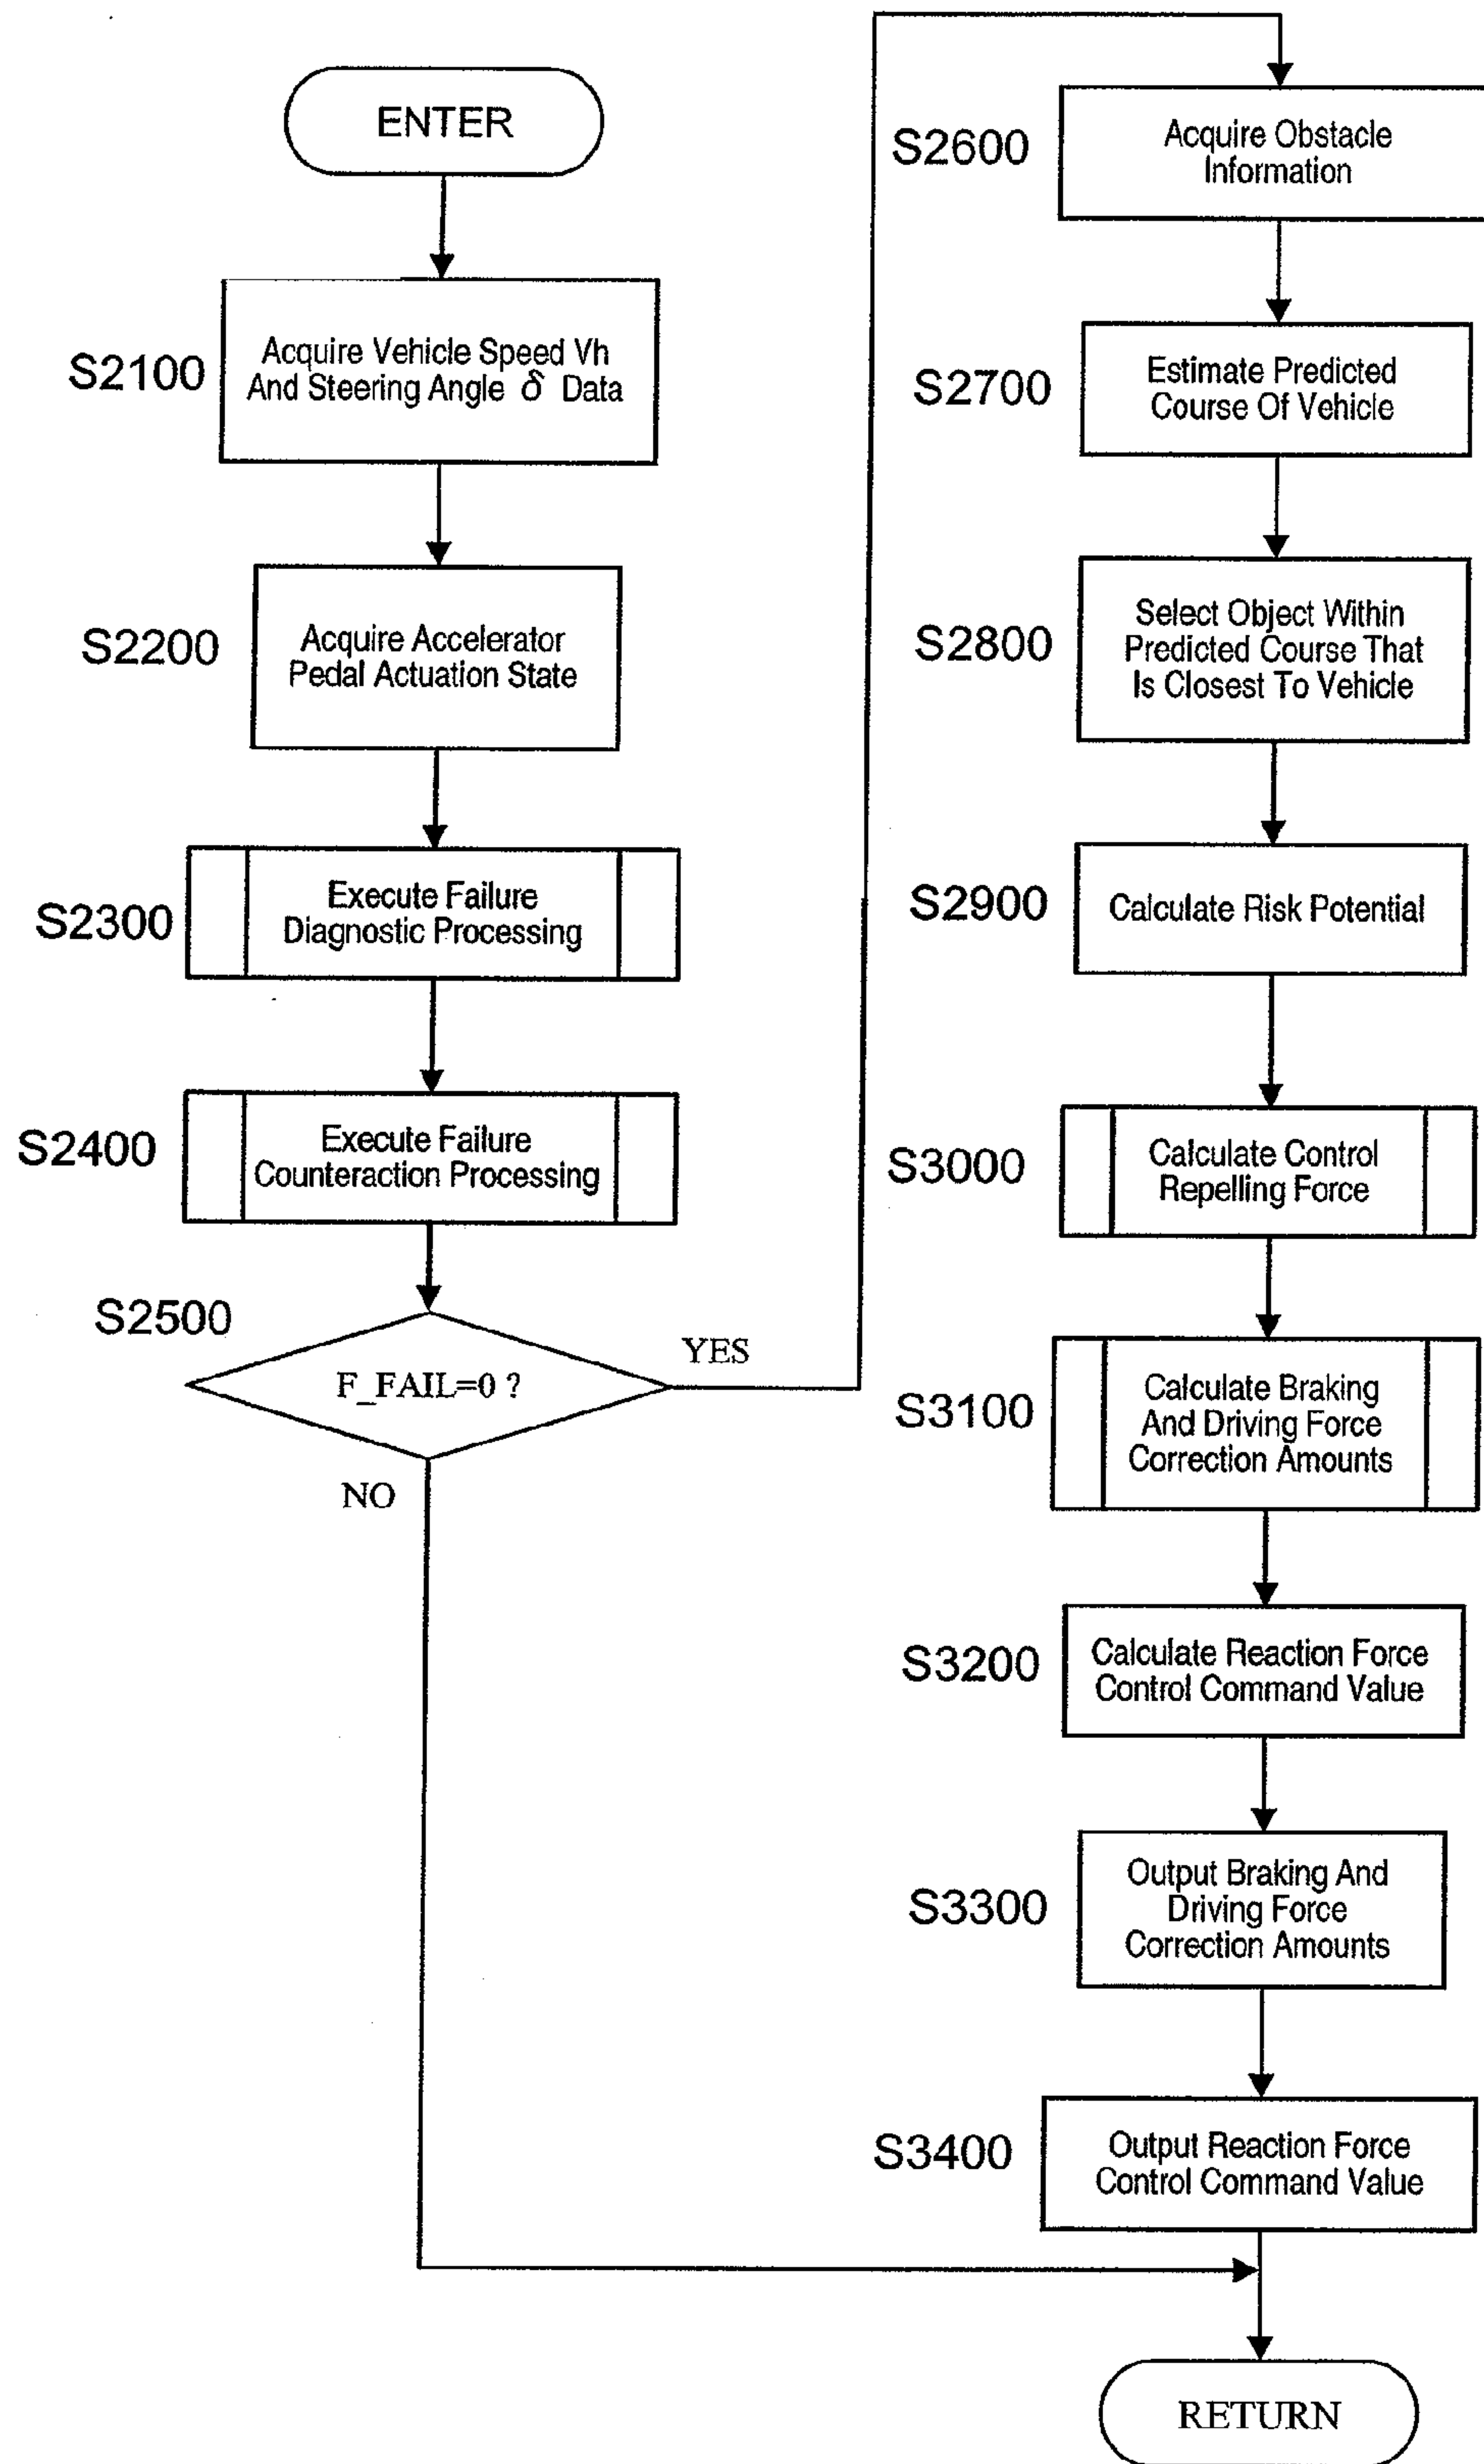 ENTER
S2100
Acquire Vehicle Speed Vh
And Steering Angle δ Data
S2200
Acquire Accelerator
Pedal Actuation State
S2300
Execute Failure
Diagnostic Processing
S2400
Execute Failure
Counteraction Processing
S2500
F_FAIL=0 ?
YES
NO
S2600
Acquire Obstacle
Information
S2700
Estimate Predicted
Course Of Vehicle
S2800
Select Object Within
Predicted Course That
Is Closest To Vehicle
S2900
Calculate Risk Potential
S3000
Calculate Control
Repelling Force
S3100
Calculate Braking
And Driving Force
Correction Amounts
S3200
Calculate Reaction Force
Control Command Value
S3300
Output Braking And
Driving Force
Correction Amounts
S3400
Output Reaction Force
Control Command Value
RETURN